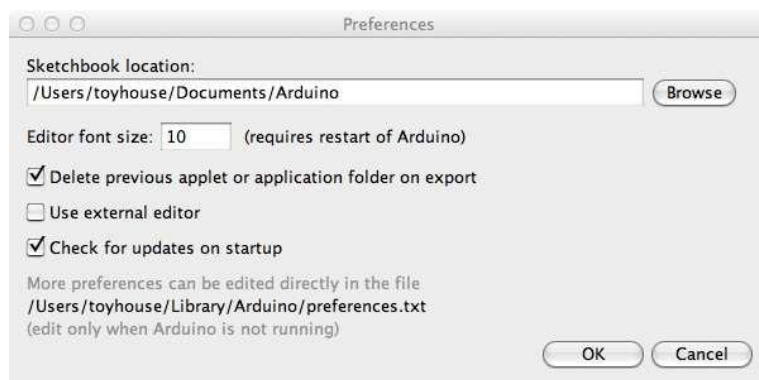 Preferences
Sketchbook location:
/Users/toyhouse/Documents/Arduino
Browse
Editor font size: 10 (requires restart of Arduino)
Delete previous applet or application folder on export
Use external editor
Check for updates on startup
More preferences can be edited directly in the file
/Users/toyhouse/Library/Arduino/preferences.txt
(edit only when Arduino is not running)
OK Cancel